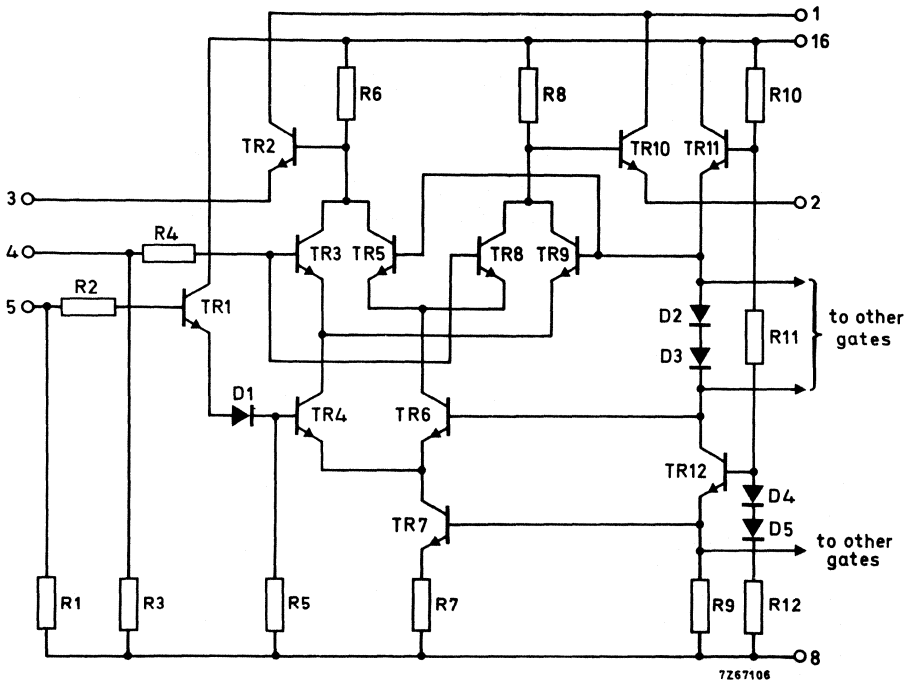 1
16
R6
R8
R10
TR2
TR10
TR11
3
2
4
R4
TR3
TR5
TR8
TR9
5
R2
TR1
D2
R11
to other
gates
D3
D1
TR4
TR6
TR12
D4
D5
TR7
to other
gates
R1
R3
R5
R7
R9
R12
8
7Z67106